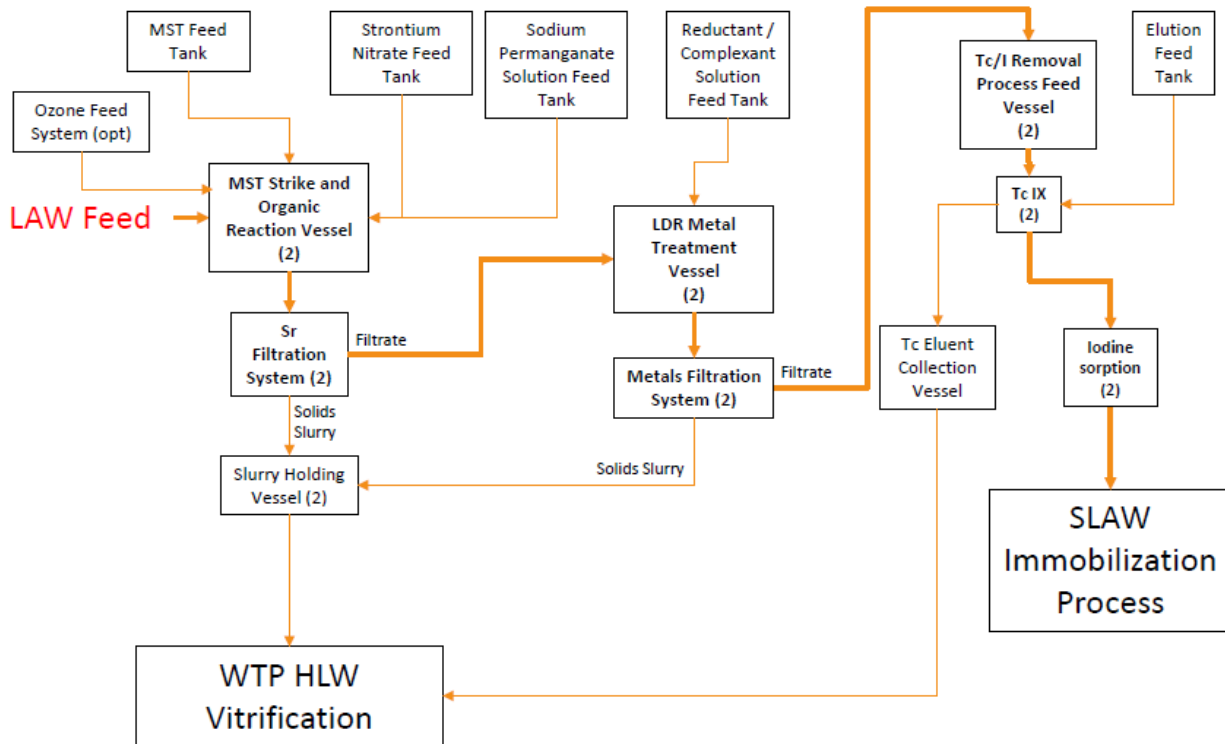 MST Feed
Tank
Strontium
Nitrate Feed
Tank
Sodium
Permanganate
Solution Feed
Tank
Reductant /
Complexant
Solution
Feed Tank
Tc/I Removal
Process Feed
Vessel
(2)
Elution
Feed
Tank
Ozone Feed
System (opt)
LAW Feed
MST Strike and
Organic
Reaction Vessel
(2)
LDR Metal
Treatment
Vessel
(2)
Tc IX
(2)
Sr
Filtration
System (2)
Filtrate
Metals Filtration
System (2)
Filtrate
Tc Eluent
Collection
Vessel
Iodine
sorption
(2)
Solids
Slurry
Slurry Holding
Vessel (2)
Solids Slurry
SLAW
Immobilization
Process
WTP HLW
Vitrification